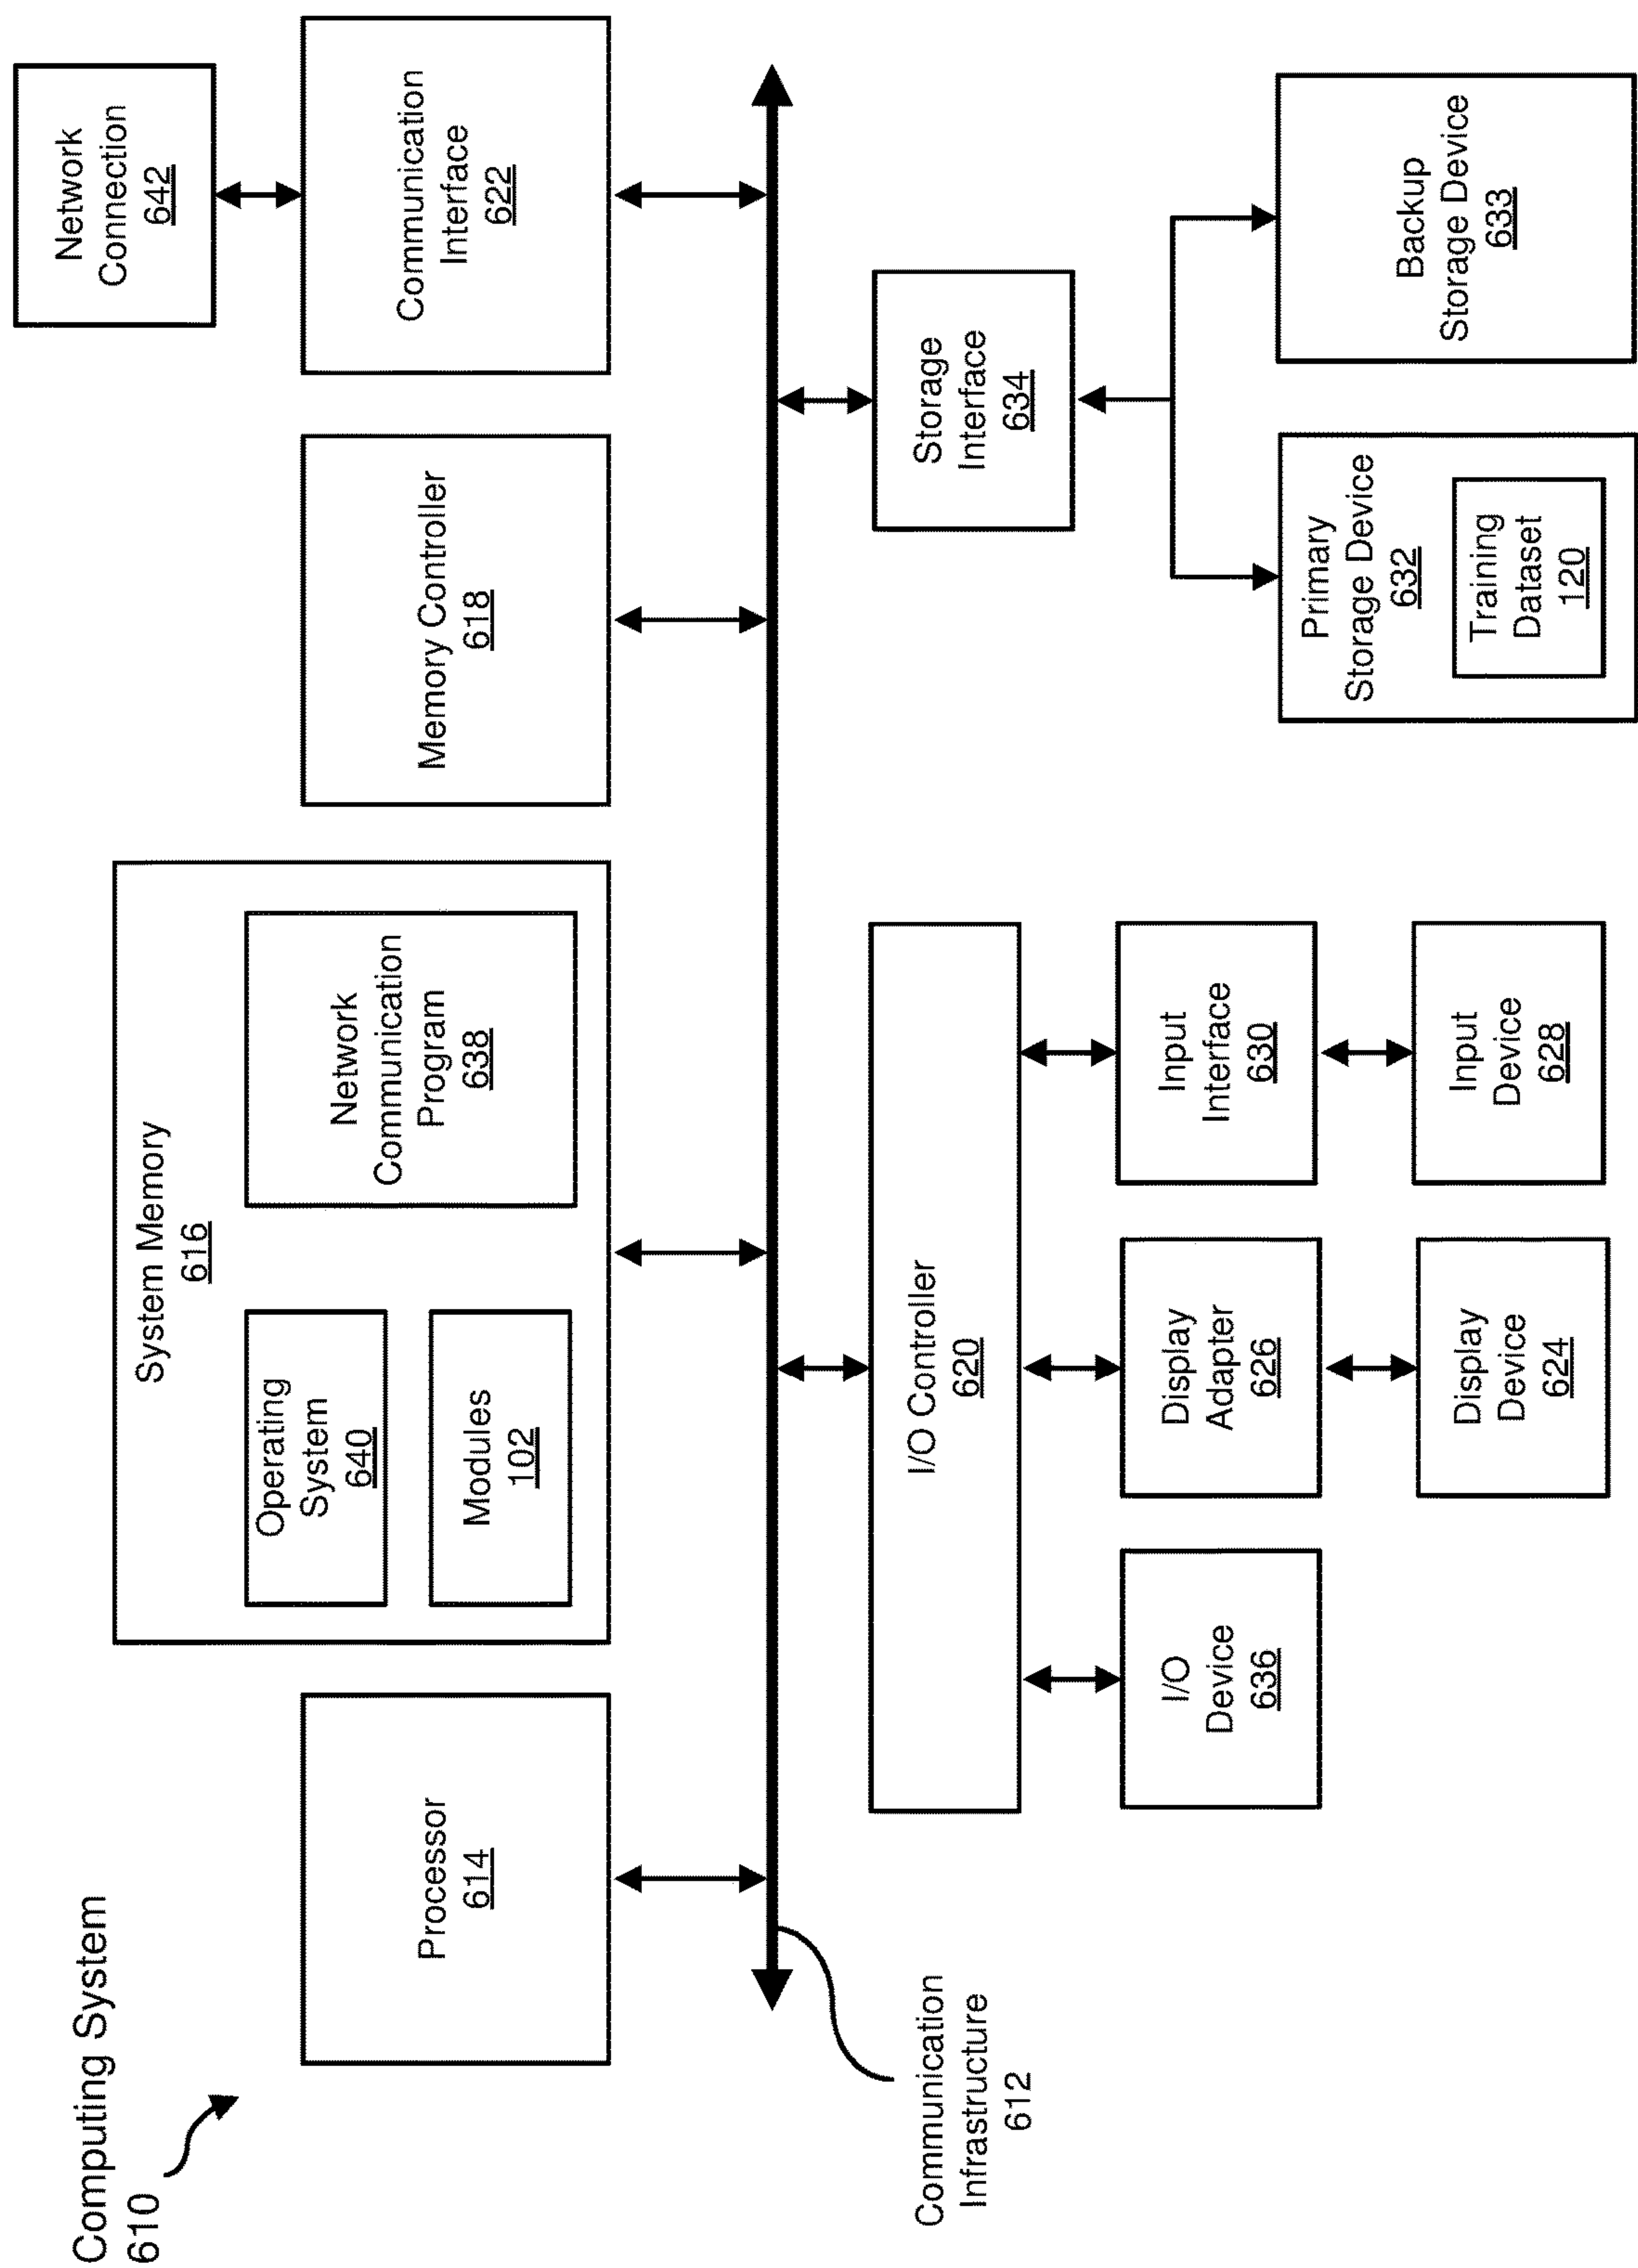 Computing System
610
Processor
614
System Memory
616
Operating
System
640
Modules
102
Network
Communication
Program
638
Memory Controller
618
Network
Connection
642
Communication
Interface
622
Communication
Infrastructure
612
I/O Controller
620
I/O
Device
636
Display
Adapter
626
Display
Device
624
Input
Interface
630
Input
Device
628
Storage
Interface
634
Primary
Storage Device
632
Training
Dataset
120
Backup
Storage Device
633